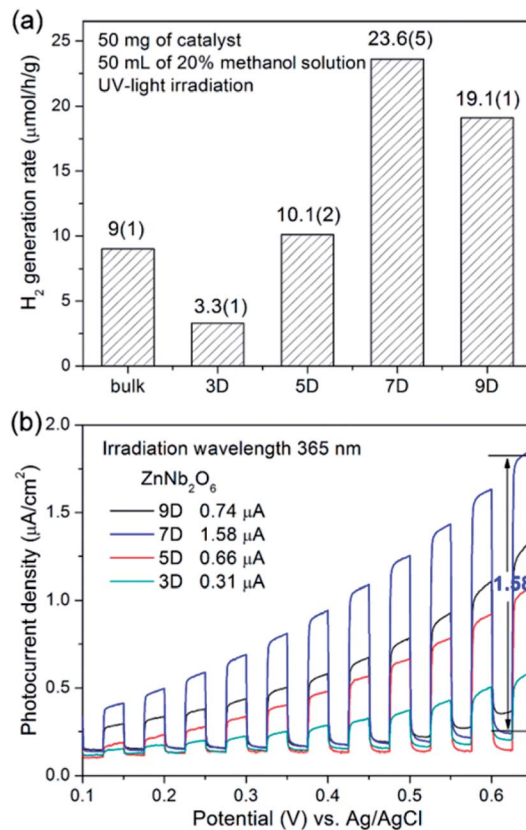 (a)
50 mg of catalyst
50 mL of 20% methanol solution
UV-light irradiation
23.6(5)
19.1(1)
9(1)
3.3(1)
10.1(2)
H₂ generation rate (μmol/h/g)
25
20
15
10
5
0
bulk 3D 5D 7D 9D
(b)
Irradiation wavelength 365 nm
ZnNb₂O₆
9D 0.74 μA
7D 1.58 μA
5D 0.66 μA
3D 0.31 μA
1.58
Photocurrent density (μA/cm²)
2.0
1.5
1.0
0.5
0.0
0.1 0.2 0.3 0.4 0.5 0.6
Potential (V) vs. Ag/AgCl